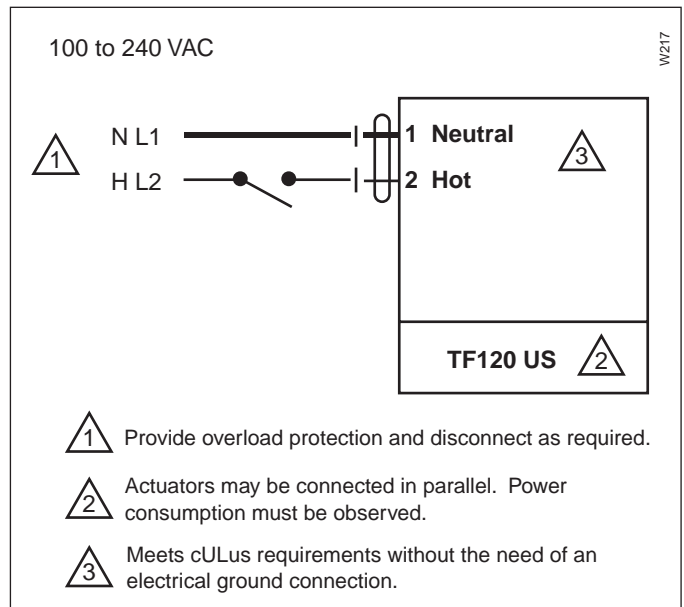 100 to 240 VAC
W217
N L1
1 Neutral
1
3
H L2
2 Hot
TF120 US
2
1 Provide overload protection and disconnect as required.
2 Actuators may be connected in parallel. Power
consumption must be observed.
3 Meets cULus requirements without the need of an
electrical ground connection.